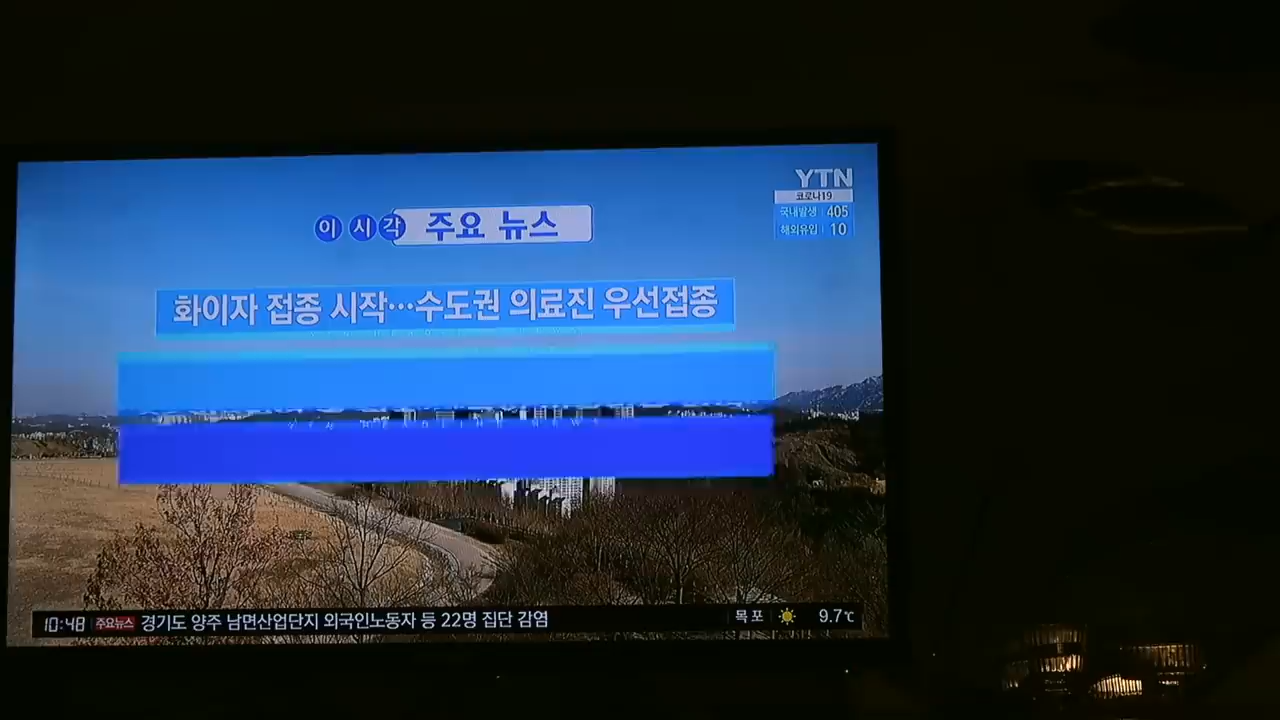 YTN
코로나19
국내발생 405
해외유입 10
이 시 각 주요 뉴스
화이자 접종 시작…수도권 의료진 우선접종
10:48 주요뉴스 경기도 양주 남면산업단지 외국인노동자 등 22명 집단 감염 목포 9.7℃